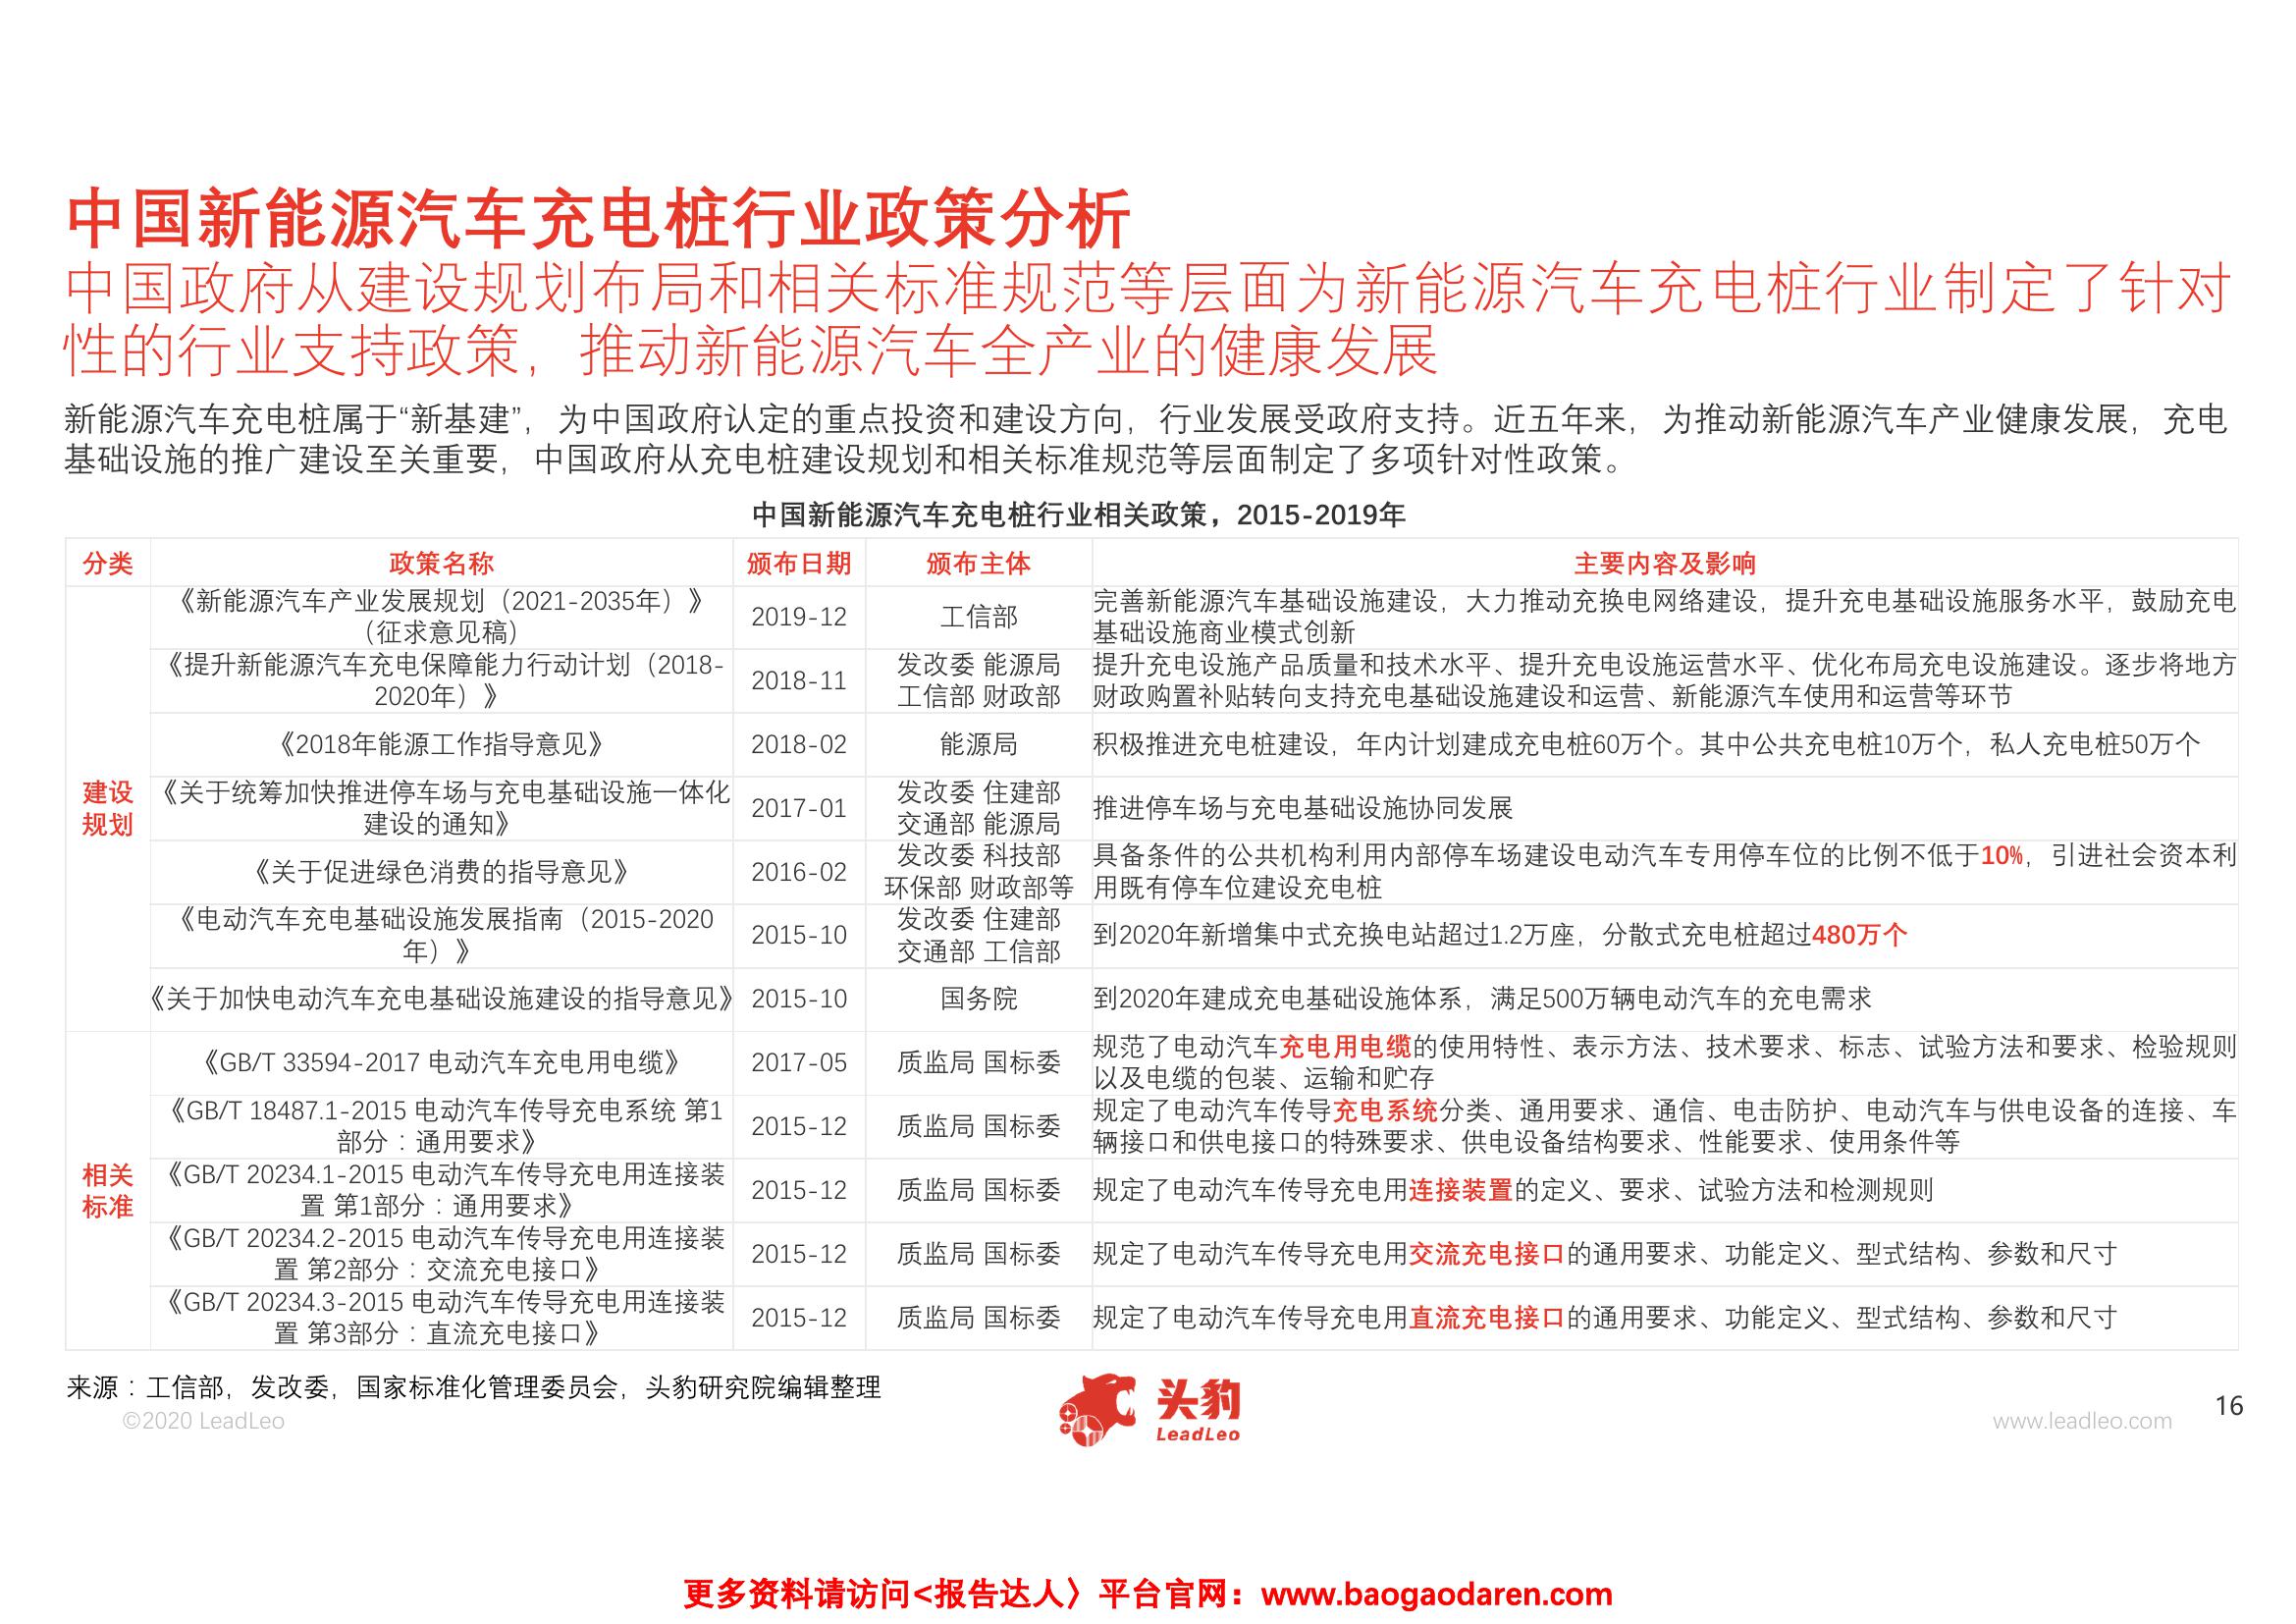 中国新能源汽车充电桩行业政策分析
中国政府从建设规划布局和相关标准规范等层面为新能源汽车充电桩行业制定了针对
性的行业支持政策，推动新能源汽车全产业的健康发展
新能源汽车充电桩属于“新基建”，为中国政府认定的重点投资和建设方向，行业发展受政府支持。近五年来，为推动新能源汽车产业健康发展，充电
基础设施的推广建设至关重要，中国政府从充电桩建设规划和相关标准规范等层面制定了多项针对性政策。
中国新能源汽车充电桩行业相关政策，2015-2019年
分类 政策名称 颁布日期 颁布主体 主要内容及影响
建设
规划
《新能源汽车产业发展规划（2021-2035年）》
（征求意见稿）
2019-12
工信部
完善新能源汽车基础设施建设，大力推动充换电网络建设，提升充电基础设施服务水平，鼓励充电
基础设施商业模式创新
《提升新能源汽车充电保障能力行动计划（2018-
2020年）》
2018-11
发改委 能源局
工信部 财政部
提升充电设施产品质量和技术水平、提升充电设施运营水平、优化布局充电设施建设。逐步将地方
财政购置补贴转向支持充电基础设施建设和运营、新能源汽车使用和运营等环节
《2018年能源工作指导意见》
2018-02
能源局
积极推进充电桩建设，年内计划建成充电桩60万个。其中公共充电桩10万个，私人充电桩50万个
《关于统筹加快推进停车场与充电基础设施一体化
建设的通知》
2017-01
发改委 住建部
交通部 能源局
推进停车场与充电基础设施协同发展
《关于促进绿色消费的指导意见》
2016-02
发改委 科技部
环保部 财政部等
具备条件的公共机构利用内部停车场建设电动汽车专用停车位的比例不低于10%，引进社会资本利
用既有停车位建设充电桩
《电动汽车充电基础设施发展指南（2015-2020
年）》
2015-10
发改委 住建部
交通部 工信部
到2020年新增集中式充换电站超过1.2万座，分散式充电桩超过480万个
《关于加快电动汽车充电基础设施建设的指导意见》
2015-10
国务院
到2020年建成充电基础设施体系，满足500万辆电动汽车的充电需求
相关
标准
《GB/T 33594-2017 电动汽车充电用电缆》
2017-05
质监局 国标委
规范了电动汽车充电用电缆的使用特性、表示方法、技术要求、标志、试验方法和要求、检验规则
以及电缆的包装、运输和贮存
《GB/T 18487.1-2015 电动汽车传导充电系统 第1
部分：通用要求》
2015-12
质监局 国标委
规定了电动汽车传导充电系统分类、通用要求、通信、电击防护、电动汽车与供电设备的连接、车
辆接口和供电接口的特殊要求、供电设备结构要求、性能要求、使用条件等
《GB/T 20234.1-2015 电动汽车传导充电用连接装
置 第1部分：通用要求》
2015-12
质监局 国标委
规定了电动汽车传导充电用连接装置的定义、要求、试验方法和检测规则
《GB/T 20234.2-2015 电动汽车传导充电用连接装
置 第2部分：交流充电接口》
2015-12
质监局 国标委
规定了电动汽车传导充电用交流充电接口的通用要求、功能定义、型式结构、参数和尺寸
《GB/T 20234.3-2015 电动汽车传导充电用连接装
置 第3部分：直流充电接口》
2015-12
质监局 国标委
规定了电动汽车传导充电用直流充电接口的通用要求、功能定义、型式结构、参数和尺寸
来源：工信部，发改委，国家标准化管理委员会，头豹研究院编辑整理
©2020 LeadLeo
头豹
LeadLeo
www.leadleo.com
16
更多资料请访问<报告达人〉平台官网：www.baogaodaren.com